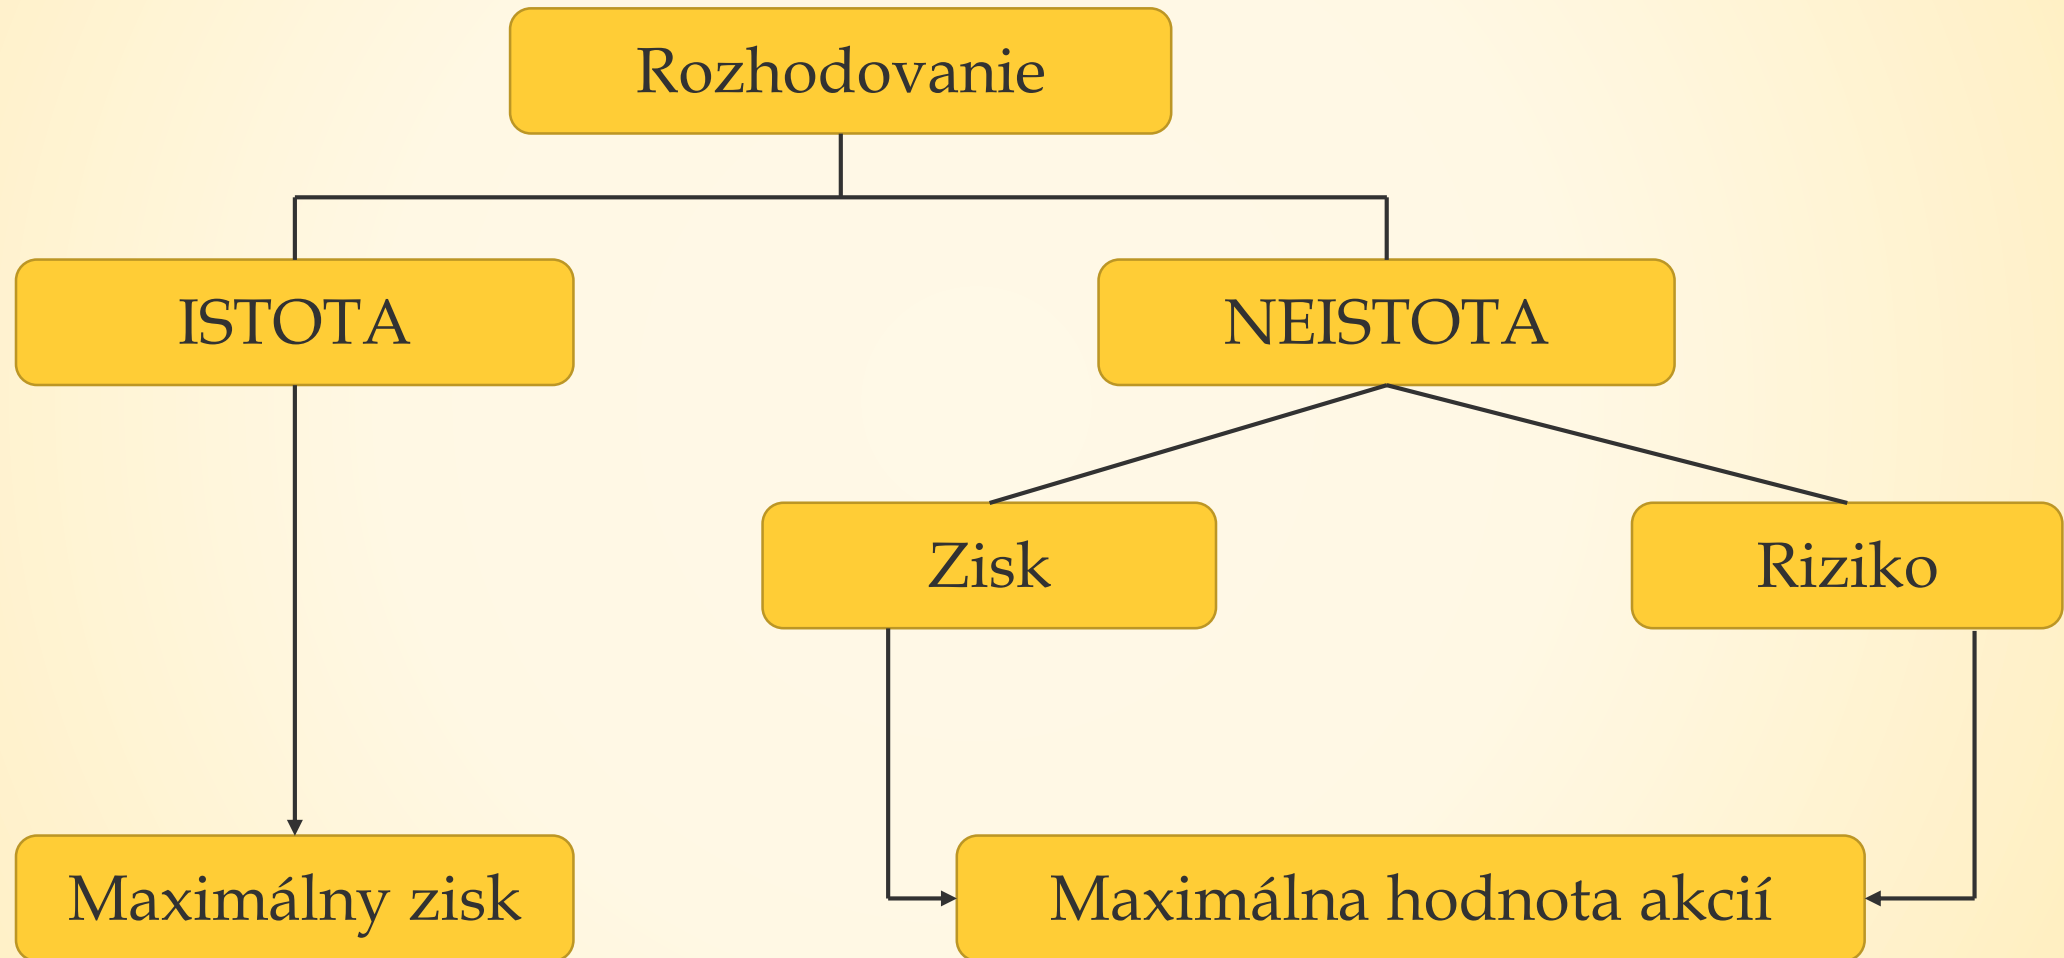 Rozhodovanie
ISTOTA
NEISTOTA
Zisk
Riziko
Maximálny zisk
Maximálna hodnota akcií